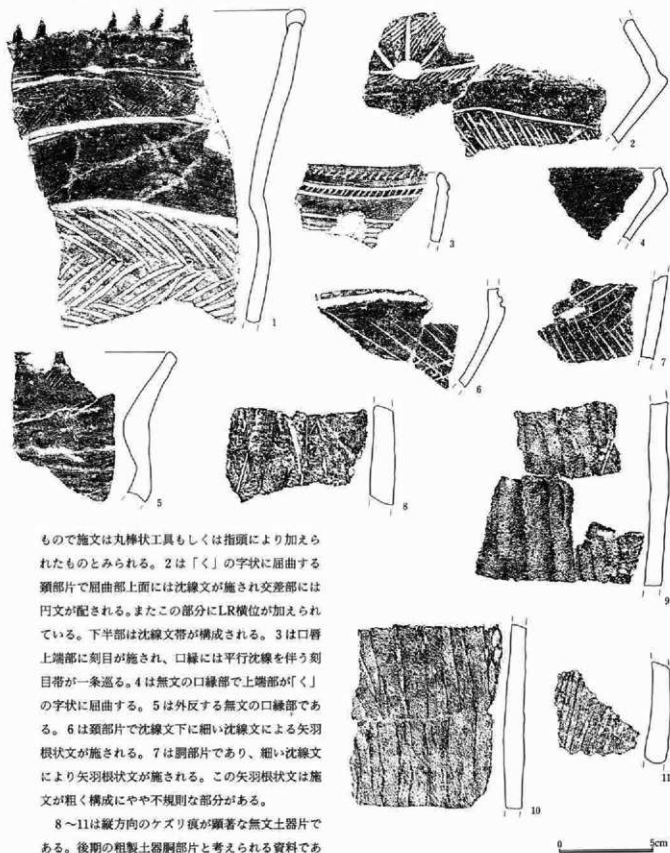 1
2
3
4
5
6
7
8
9
10
11
もので施文は丸棒状工具もしくは指頭により加えら
れたものとみられる。2は「く」の字状に屈曲する
頸部片で屈曲部上面には沈線文が施され交差部には
円文が配される。またこの部分にLR横位が加えられ
ている。下半部は沈線文帯が構成される。3は口唇
上端部に刻目が施され、口縁には平行沈線を伴う刻
目帯が一条巡る。4は無文の口縁部で上端部が「く」
の字状に屈曲する。5は外反する無文の口縁部であ
る。6は頸部片で沈線文下に細い沈線文による矢羽
根状文が施される。7は胴部片であり、細い沈線文
により矢羽根状文が施される。この矢羽根状文は施
文が粗く構成にやや不規則な部分がある。
8～11は縦方向のケズリ痕が顕著な無文土器片で
ある。後期の粗製土器胴部片と考えられる資料であ
0 5cm